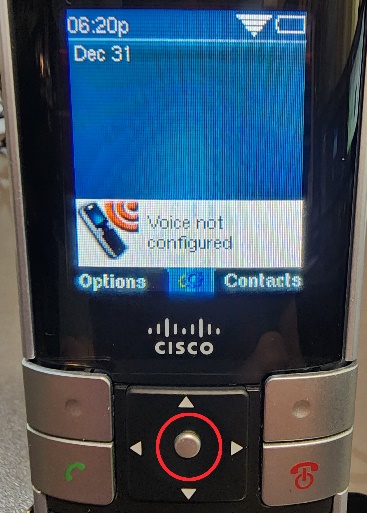 06:20p
Dec 31
Voice not
configured
Options Contacts
CISCO